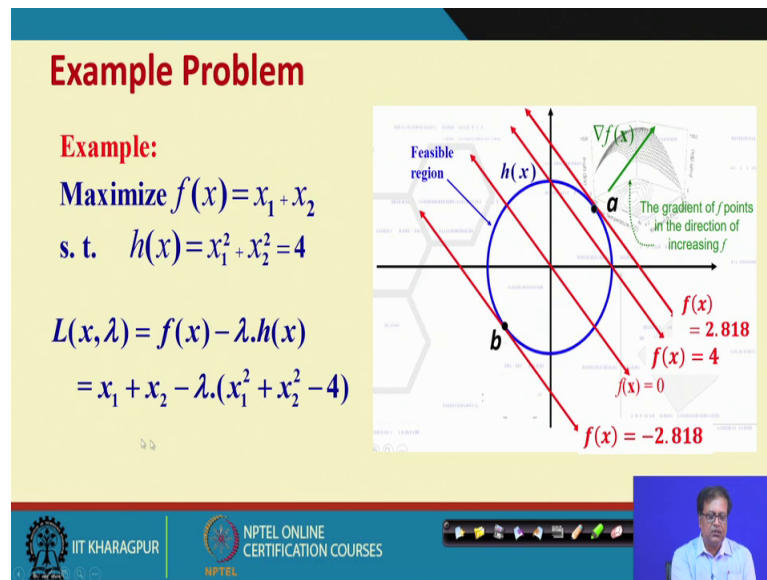 Example Problem
Example:
Maximize f(x)=x₁+x₂
s. t. h(x)=x₁²+x₂²=4
L(x,λ)=f(x)−λ.h(x)
=x₁+x₂−λ.(x₁²+x₂²−4)
Feasible
region
h(x)
∇f(x)
a
The gradient of f points
in the direction of
increasing f
b
f(x)
= 2.818
f(x) = 4
f(x) = 0
f(x) = −2.818
IIT KHARAGPUR
NPTEL
NPTEL ONLINE
CERTIFICATION COURSES